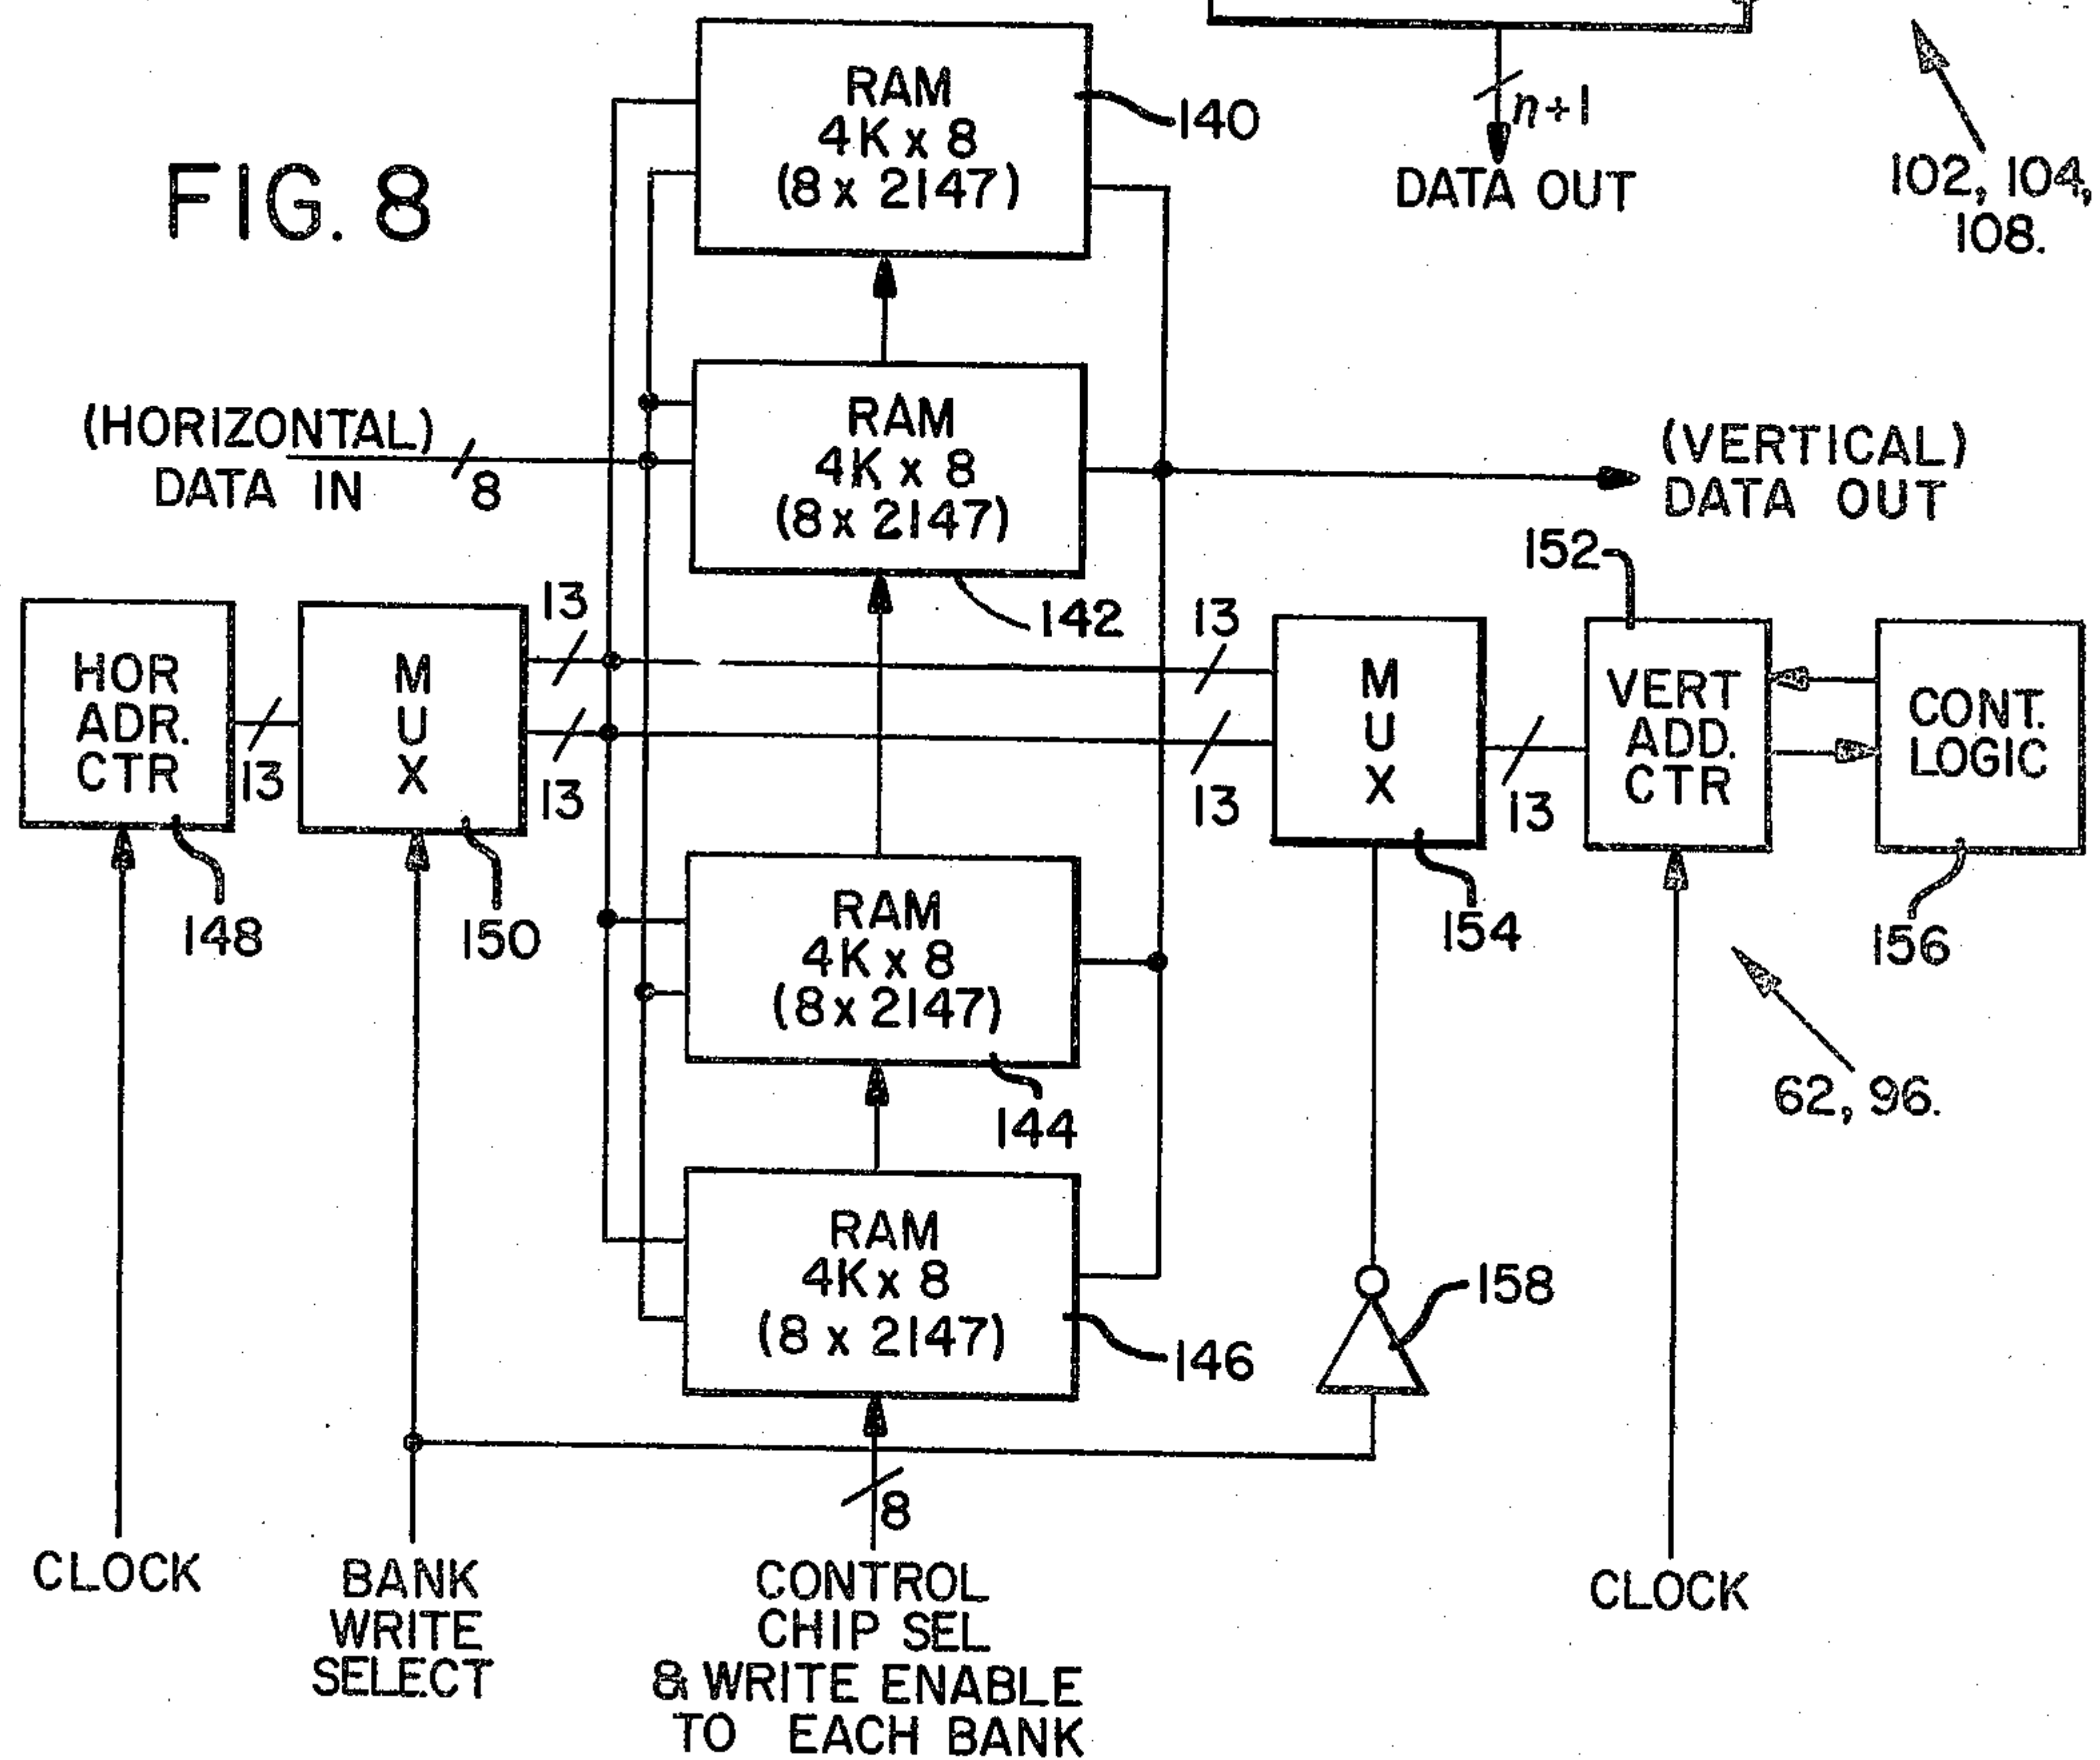 FIG. 8
RAM
4K x 8
(8 x 2147)
140
n+1
DATA OUT
102, 104,
108.
(HORIZONTAL)
DATA IN
8
RAM
4K x 8
(8 x 2147)
142
(VERTICAL)
DATA OUT
HOR
ADR.
CTR
13
148
MUX
13
13
150
13
13
MUX
154
13
152
VERT
ADD.
CTR
CONT.
LOGIC
156
RAM
4K x 8
(8 x 2147)
144
62, 96.
RAM
4K x 8
(8 x 2147)
146
158
8
CLOCK
BANK
WRITE
SELECT
CONTROL
CHIP SEL
& WRITE ENABLE
TO EACH BANK
CLOCK